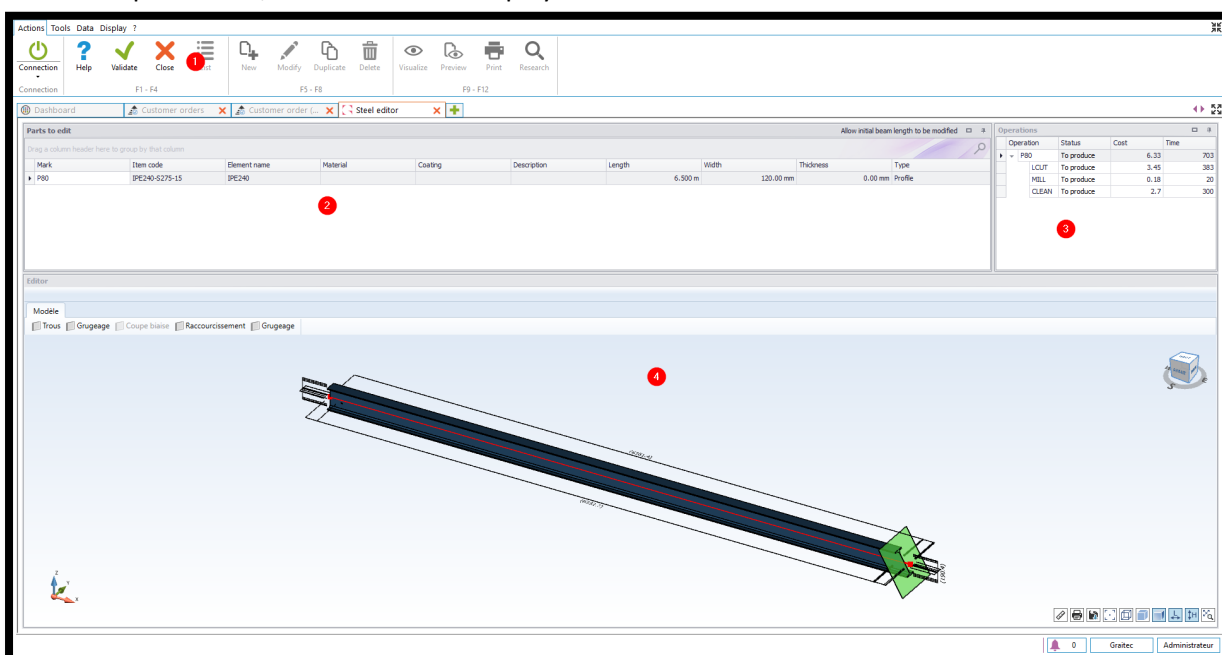 Actions Tools Data Display ?
Connection Help Validate Close 1 New Modify Duplicate Delete Visualize Preview Print Research
Connection F1 - F4 F5 - F8 F9 - F12
Dashboard Customer orders Customer order (... Steel editor
Parts to edit Allow initial beam length to be modified
Drag a column header here to group by that column
Mark Item code Element name Material Coating Description Length Width Thickness Type
P80 IPE240-S275-15 IPE240 6.500 m 120.00 mm 0.00 mm Profile
2
Operations
Operation Status Cost Time
P80 To produce 6.33 703
LCUT To produce 3.45 383
MILL To produce 0.18 20
CLEAN To produce 2.7 300
3
Editor
Modèle
Trous Grugeage Coupe biaise Raccourcissement Grugeage
4
Z
Y
X
0 Graitec Administrateur